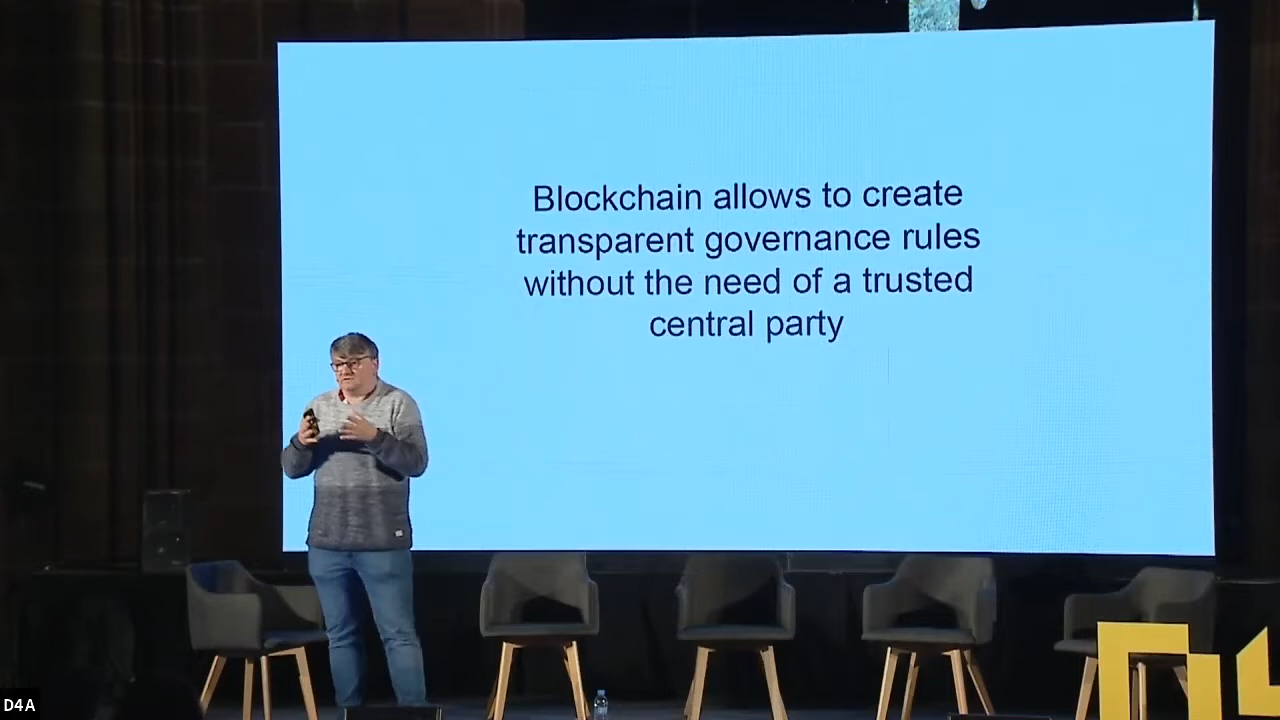 Blockchain allows to create
transparent governance rules
without the need of a trusted
central party
D4A